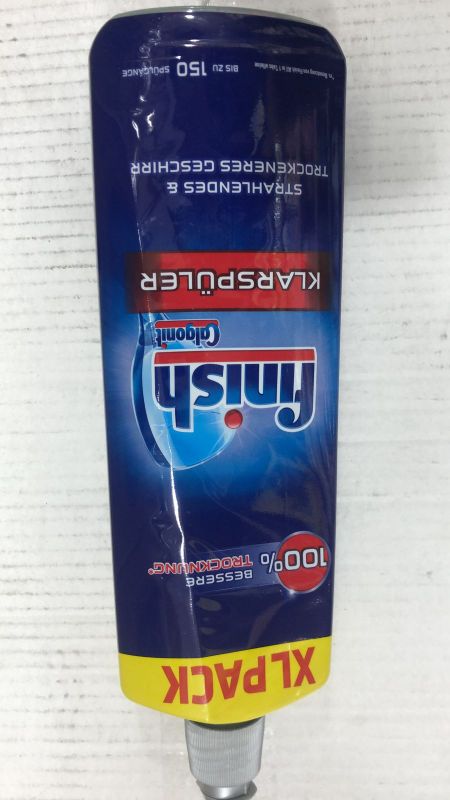 XL PACK
100% BESSERE
TROCKNUNG*
finish
Calgonit
KLARSPÜLER
STRAHLENDES &
TROCKENERES GESCHIRR
BIS ZU 150 SPÜLGÄNGE